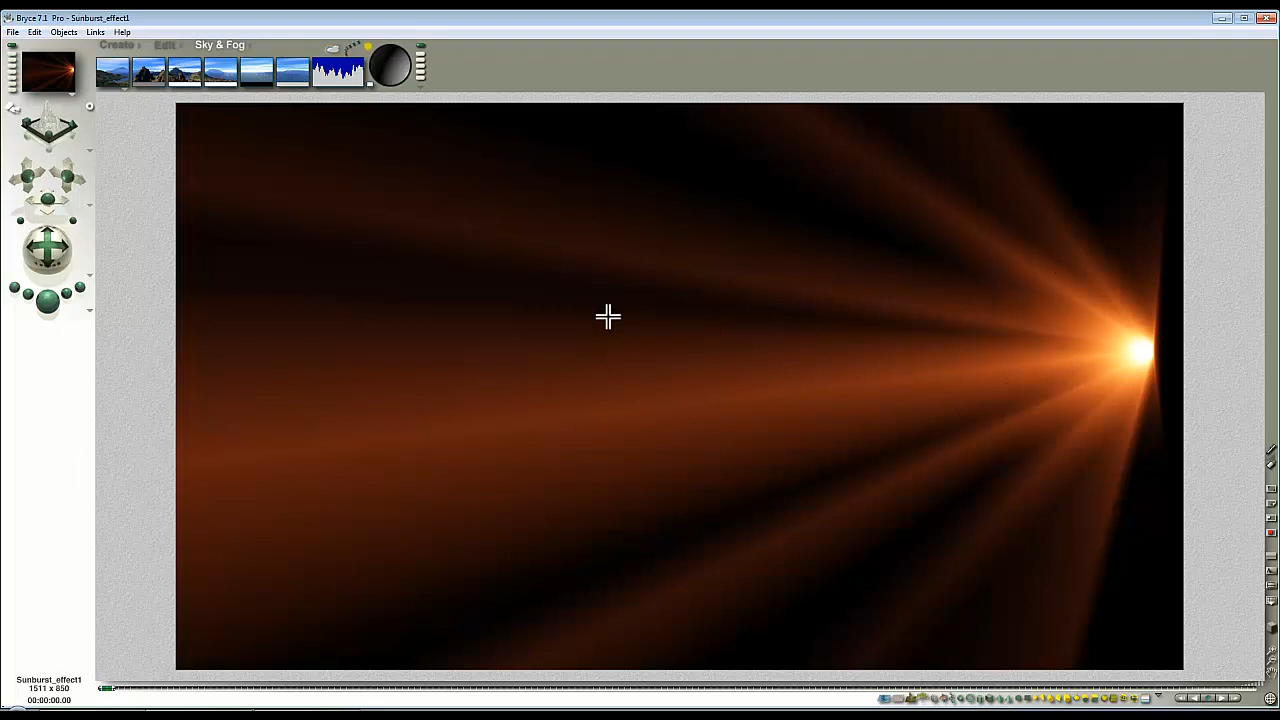 Bryce 7.1 Pro - Sunburst_effect1
File Edit Objects Links Help
Create Edit Sky & Fog
Sunburst_effect1
1511 x 850
00:00:00.00